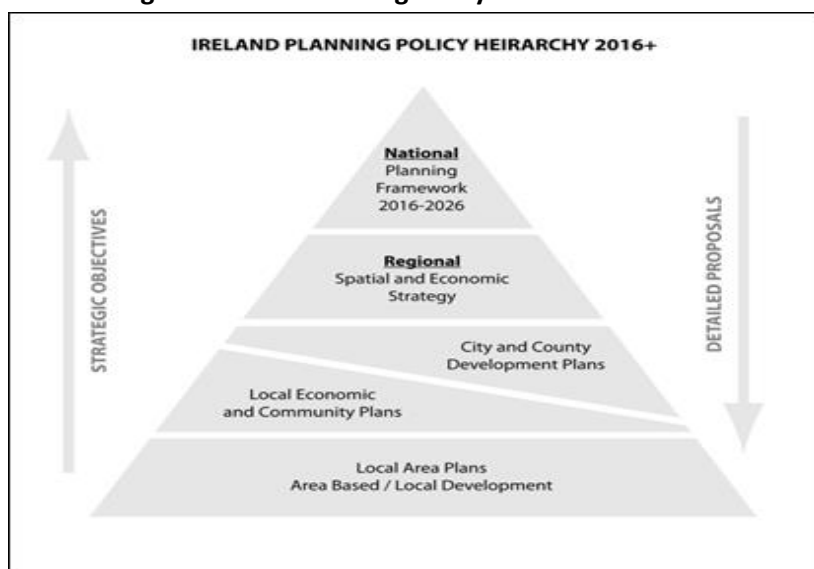 IRELAND PLANNING POLICY HEIRARCHY 2016+
National
Planning
Framework
2016-2026
Regional
Spatial and Economic
Strategy
City and County
Development Plans
Local Economic
and Community Plans
Local Area Plans
Area Based / Local Development
STRATEGIC OBJECTIVES
DETAILED PROPOSALS